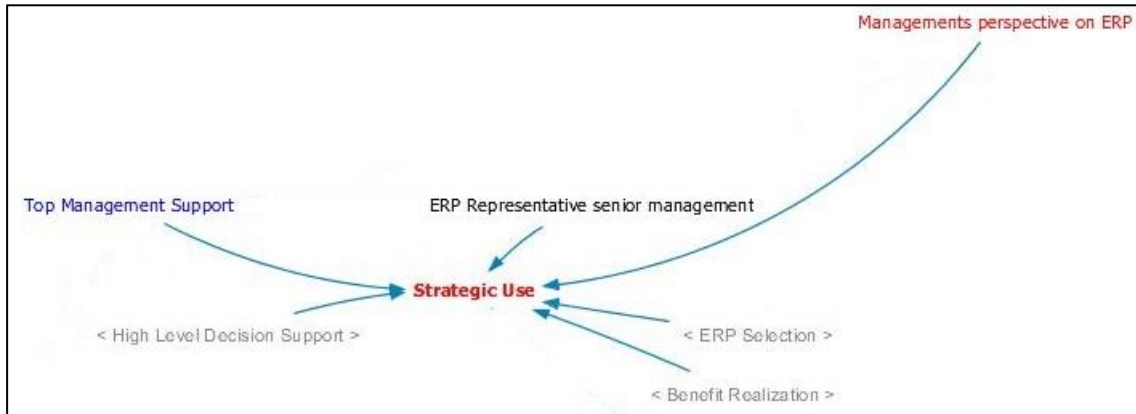 Managements perspective on ERP
Top Management Support
ERP Representative senior management
Strategic Use
< High Level Decision Support >
< ERP Selection >
< Benefit Realization >